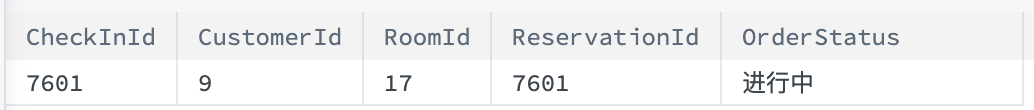 CheckInId CustomerId RoomId ReservationId OrderStatus
7601 9 17 7601 进行中